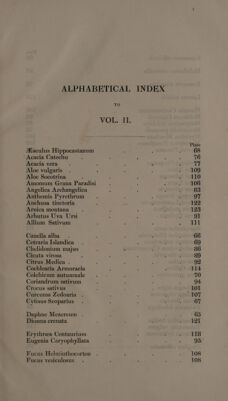 ALPHABETICAL INDEX
TO
VOL. II.
Plate
Æsculus Hippocastanum 68
Acacia Catechu 76
Acacia vera 77
Aloe vulgaris 109
Aloe Socotrina 110
Amomum Grana Paradisi 106
Angelica Archangelica 83
Anthemis Pyrethrum 97
Anchusa tinctoria 122
Arnica montana 123
Arbutus Uva Ursi 91
Allium Sativum 111
Canella alba 66
Cetraria Islandica 69
Chelidonium majus 86
Cicuta virosa 89
Citrus Medica 92
Cochlearia Armoracia 114
Colchicum autumnale 70
Coriandrum sativum 94
Crocus sativus 101
Curcuma Zedoaria 107
Cytisus Scoparius 67
Daphne Mezereum 65
Diosma crenata 121
Erythræa Centaurium 118
Eugenia Caryophyllata 95
Fucus Helminthocorton 108
Fucus vesiculosus 108